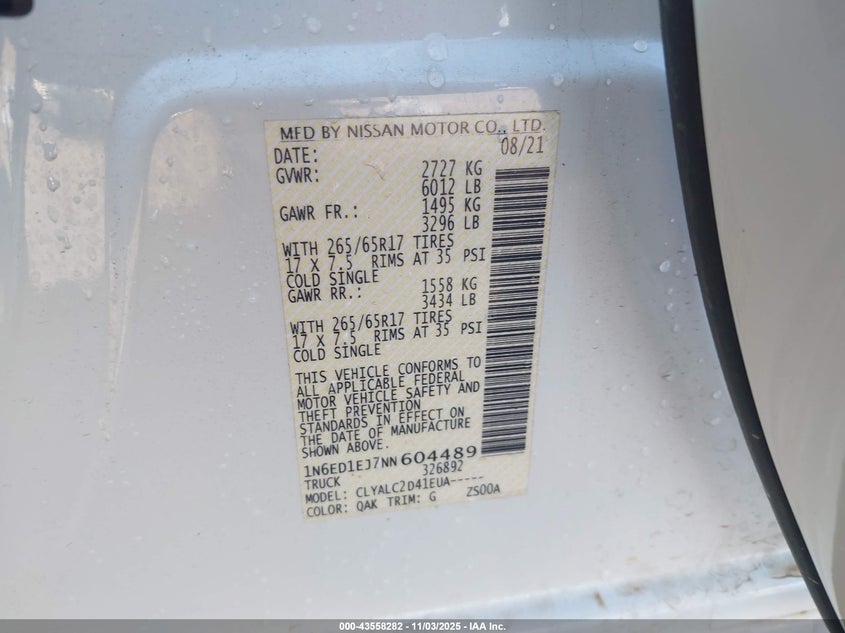 MFD BY NISSAN MOTOR CO., LTD.
DATE: 08/21
GVWR: 2727 KG
6012 LB
GAWR FR.: 1495 KG
3296 LB
WITH 265/65R17 TIRES
17 X 7.5 RIMS AT 35 PSI
COLD SINGLE
GAWR RR.: 1558 KG
3434 LB
WITH 265/65R17 TIRES
17 X 7.5 RIMS AT 35 PSI
COLD SINGLE
THIS VEHICLE CONFORMS TO
ALL APPLICABLE FEDERAL
MOTOR VEHICLE SAFETY AND
THEFT PREVENTION
STANDARDS IN EFFECT ON
THE DATE OF MANUFACTURE
SHOWN ABOVE.
1N6ED1EJ7NN604489
TRUCK 326892
MODEL: CLYALC2D41EUA-----
COLOR: QAK TRIM: G ZS00A
000-43558282 - 11/03/2025 - IAA Inc.